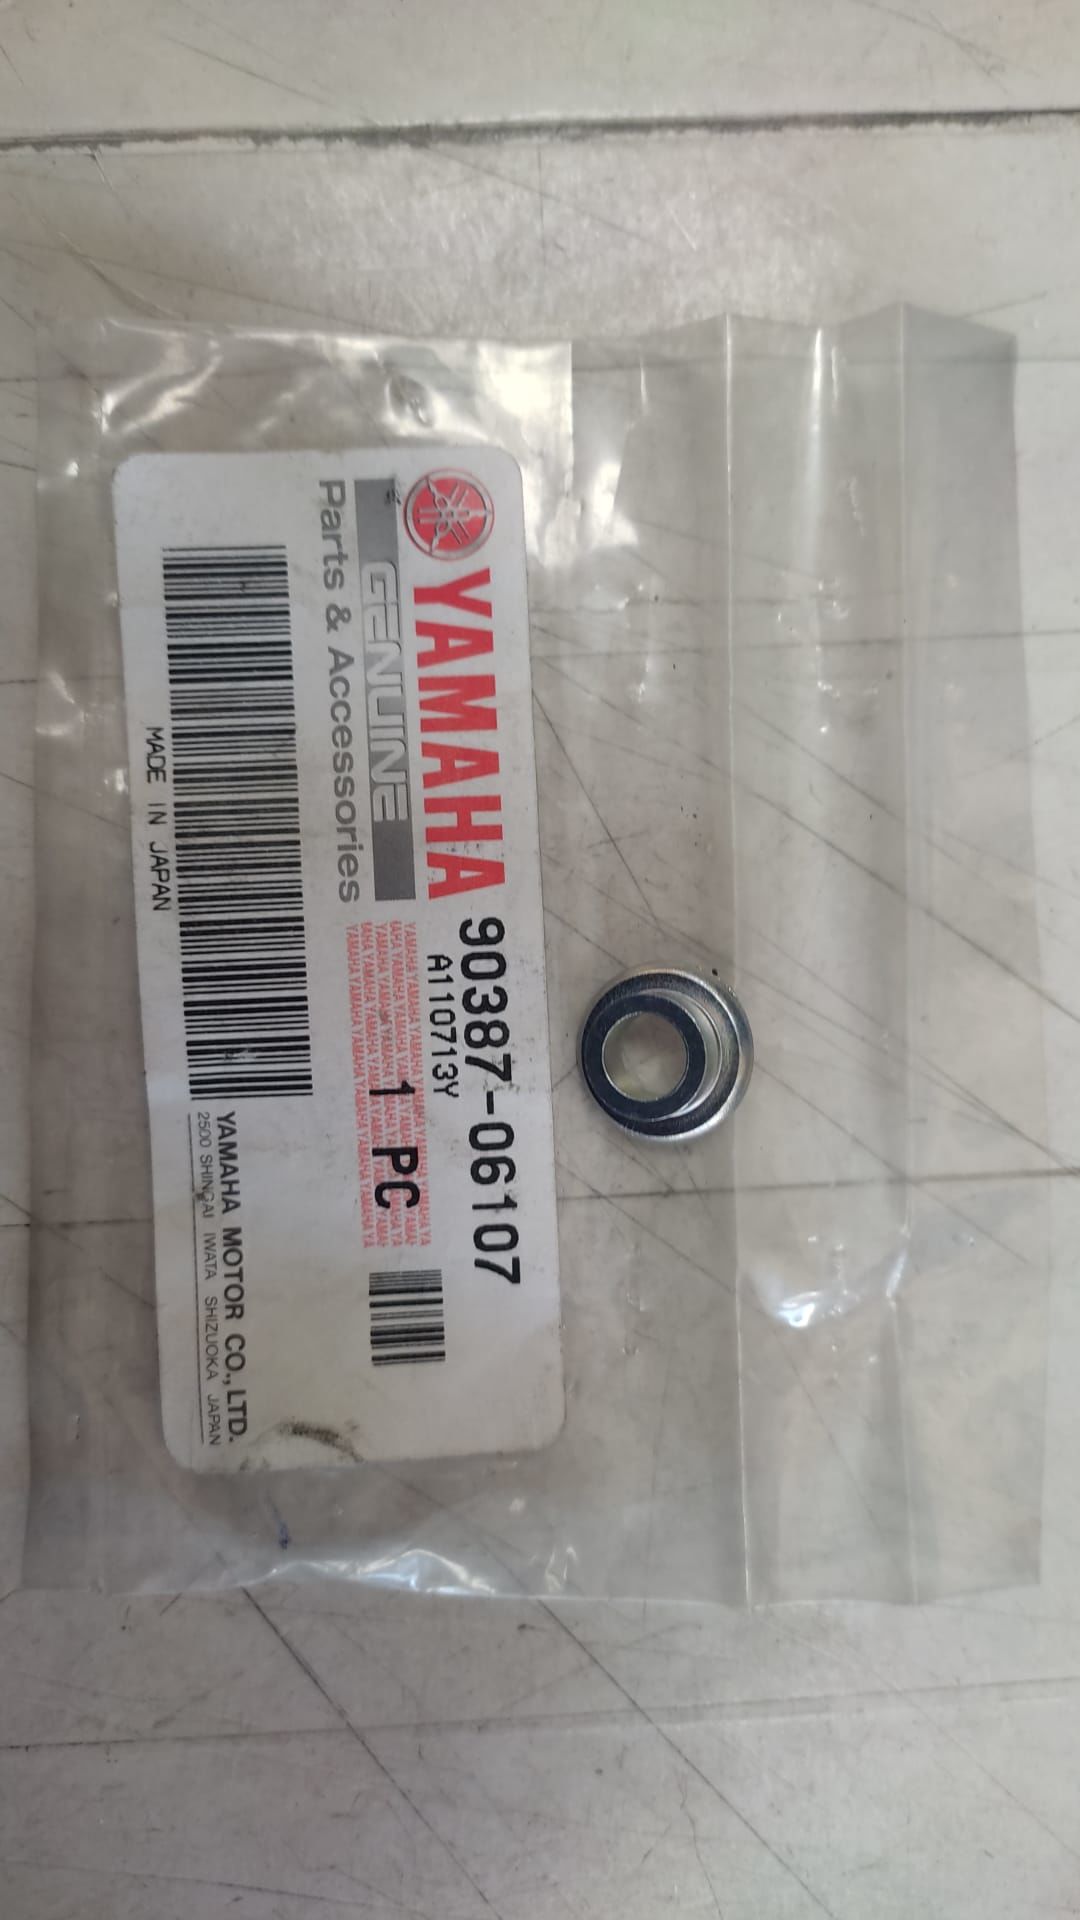 YAMAHA
GENUINE
Parts & Accessories
90387-06107
A110713Y
1 PC
MADE IN JAPAN
YAMAHA MOTOR CO., LTD.
2500 SHINGAI IWATA SHIZUOKA JAPAN